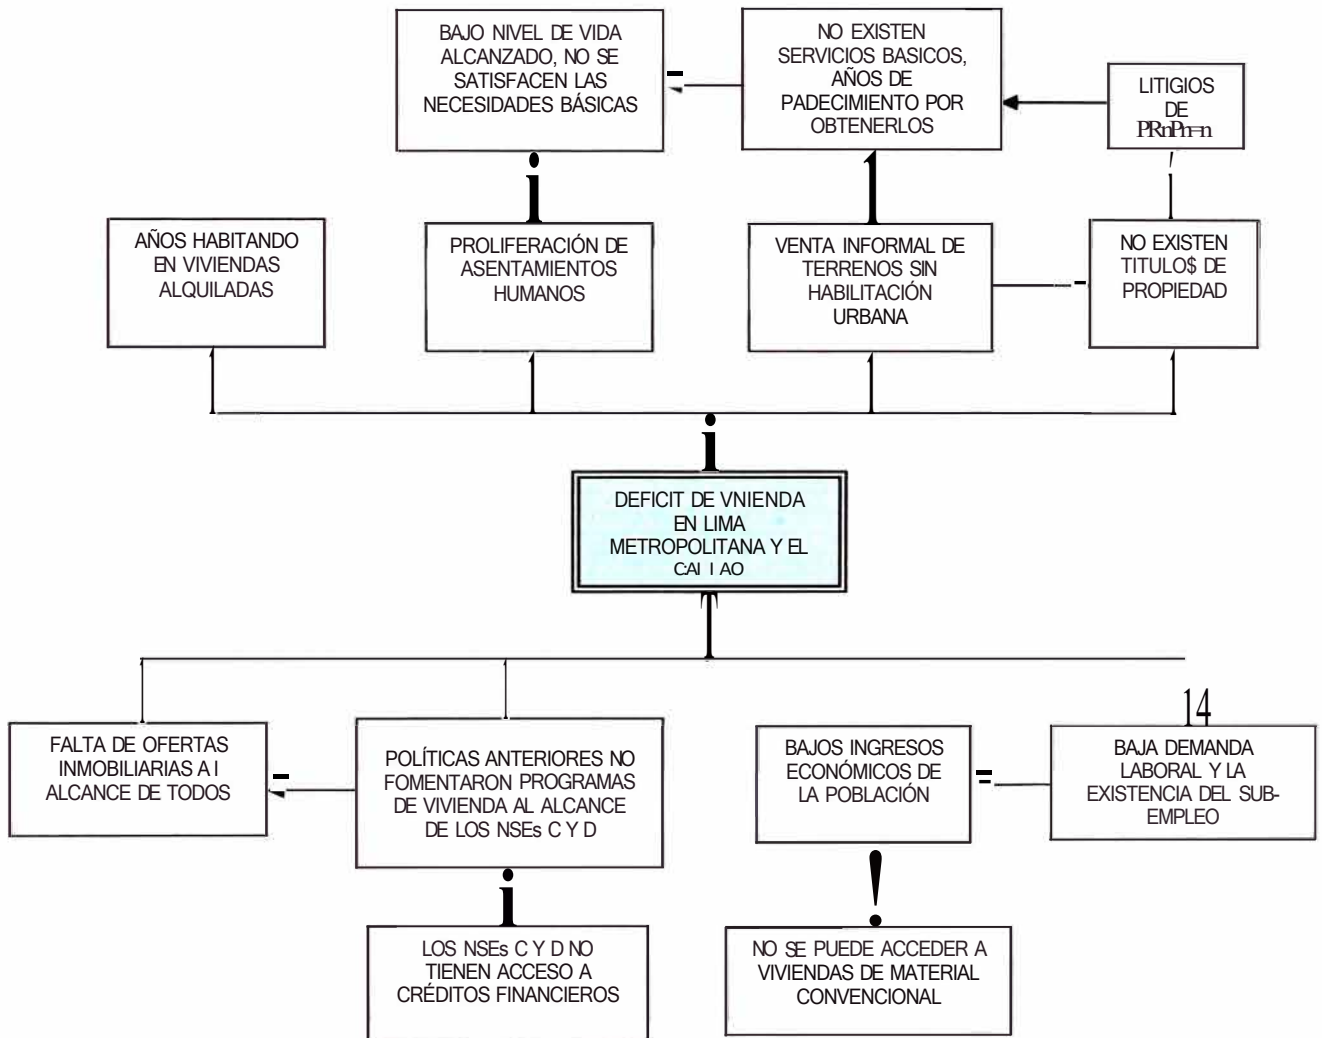 BAJO NIVEL DE VIDA
ALCANZADO, NO SE
SATISFACEN LAS
NECESIDADES BÁSICAS
NO EXISTEN
SERVICIOS BASICOS,
AÑOS DE
PADECIMIENTO POR
OBTENERLOS
LITIGIOS
DE
AÑOS HABITANDO
EN VIVIENDAS
ALQUILADAS
PROLIFERACIÓN DE
ASENTAMIENTOS
HUMANOS
VENTA INFORMAL DE
TERRENOS SIN
HABILITACIÓN
URBANA
NO EXISTEN
TITULO$ DE
PROPIEDAD
DEFICIT DE VNIENDA
EN LIMA
METROPOLITANA Y EL
CAI I AO
14
FALTA DE OFERTAS
INMOBILIARIAS A I
ALCANCE DE TODOS
POLÍTICAS ANTERIORES NO
FOMENTARON PROGRAMAS
DE VIVIENDA AL ALCANCE
DE LOS NSEs C Y D
BAJOS INGRESOS
ECONÓMICOS DE
LA POBLACIÓN
BAJA DEMANDA
LABORAL Y LA
EXISTENCIA DEL SUB-
EMPLEO
LOS NSEs C Y D NO
TIENEN ACCESO A
CRÉDITOS FINANCIEROS
NO SE PUEDE ACCEDER A
VIVIENDAS DE MATERIAL
CONVENCIONAL